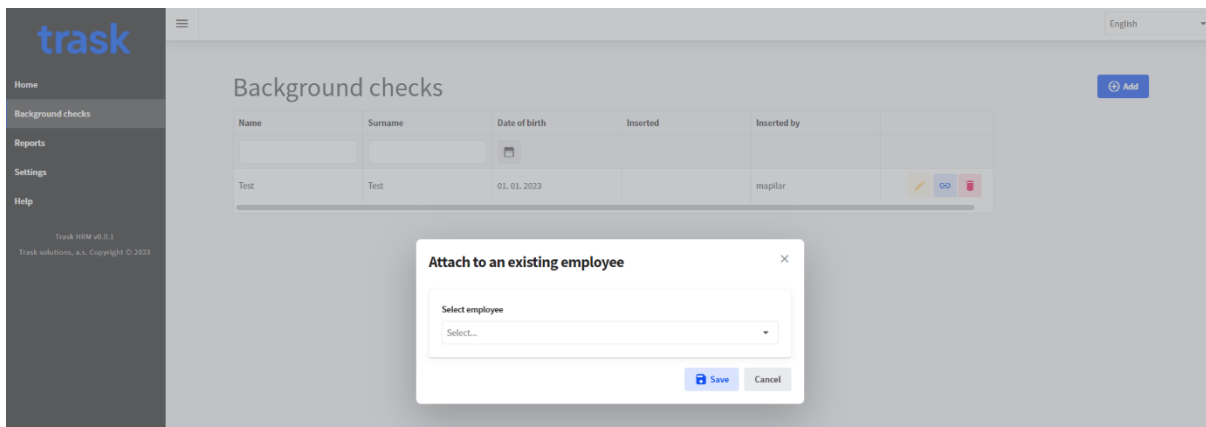 trask
English
Home
Background checks
Reports
Settings
Help
Trask HRM v0.0.1
Trask solutions, a.s. Copyright © 2023
Background checks
Add
Name Surname Date of birth Inserted Inserted by
Test Test 01. 01. 2023 mapilar
Attach to an existing employee
Select employee
Select...
Save Cancel